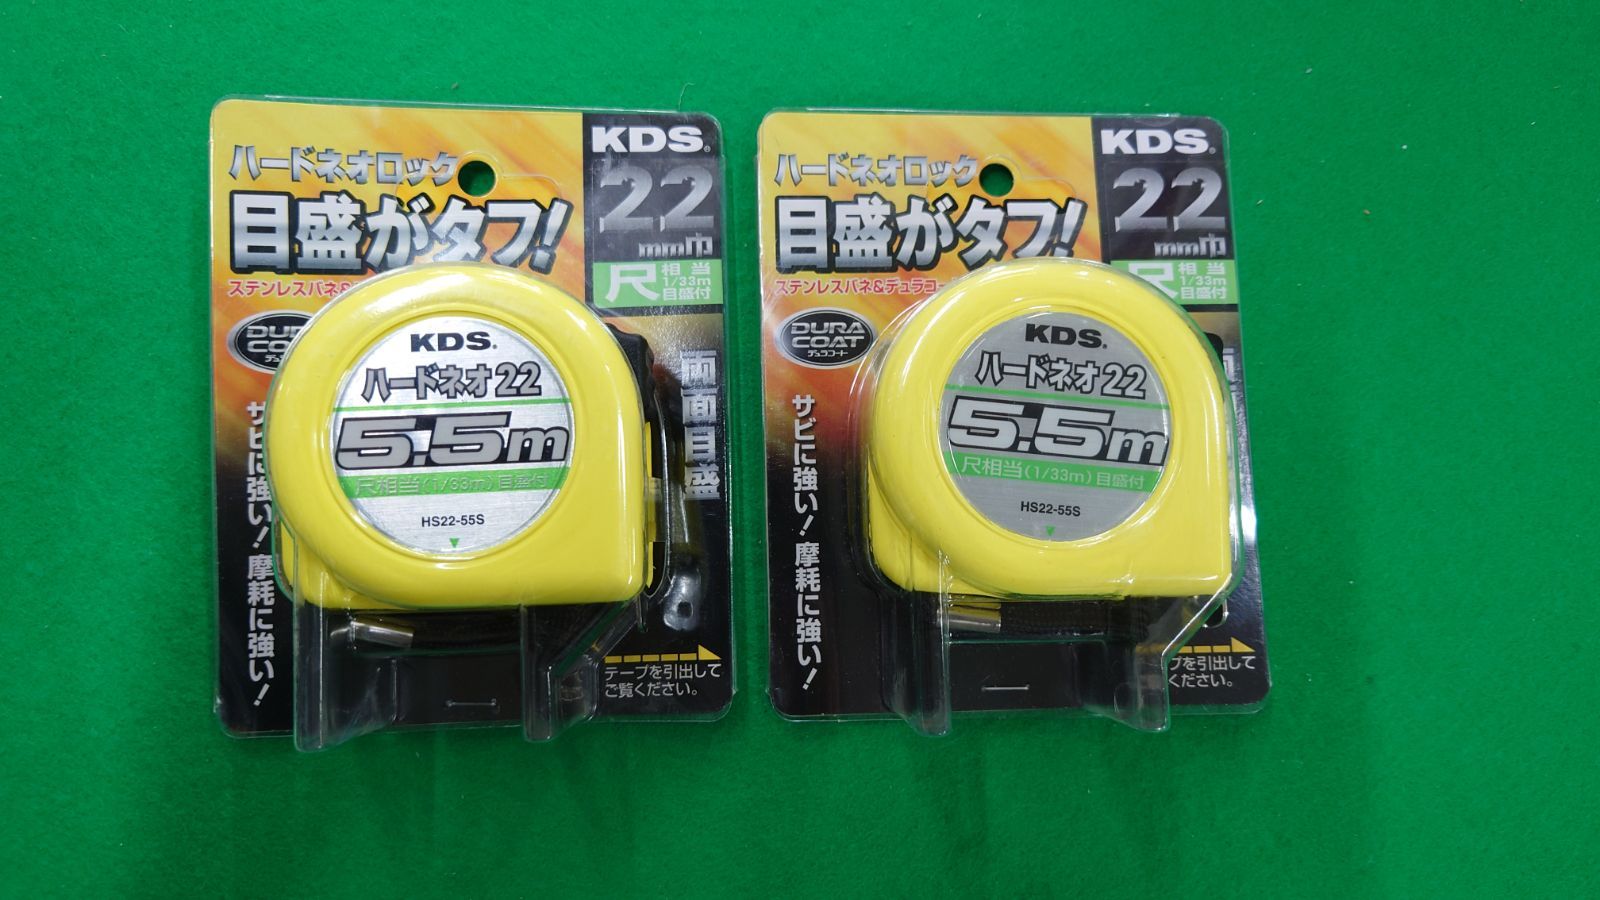 KDS®
ハードネオロック
22
目盛がタフ!
mm巾
尺相当
1/33m
目盛付
ステンレスバネ&
DURA
COAT
KDS®
ハードネオ22
5.5m
尺相当(1/33m)目盛付
HS22-55S
両面目盛
サビに強い!摩耗に強い!
テープを引出して
ご覧ください。
KDS®
ハードネオロック
22
目盛がタフ!
mm巾
尺相当
1/33m
目盛付
ステンレスバネ&デュラコー
DURA
COAT
デュラコート
KDS®
ハードネオ22
5.5m
尺相当(1/33m)目盛付
HS22-55S
サビに強い!摩耗に強い!
プを引出して
ください。